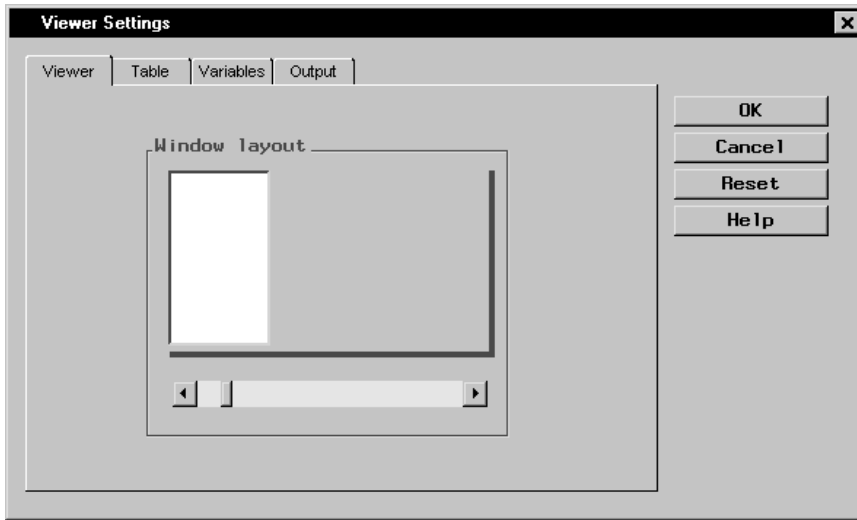 Viewer Settings
Viewer Table Variables Output
Window layout
OK
Cancel
Reset
Help